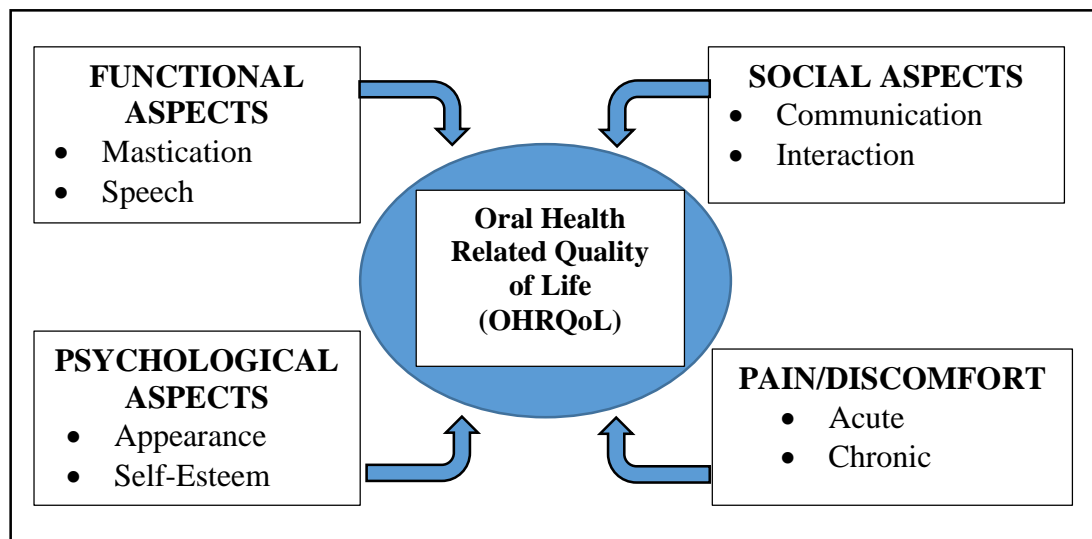 FUNCTIONAL
ASPECTS
• Mastication
• Speech
SOCIAL ASPECTS
• Communication
• Interaction
Oral Health
Related Quality
of Life
(OHRQoL)
PSYCHOLOGICAL
ASPECTS
• Appearance
• Self-Esteem
PAIN/DISCOMFORT
• Acute
• Chronic